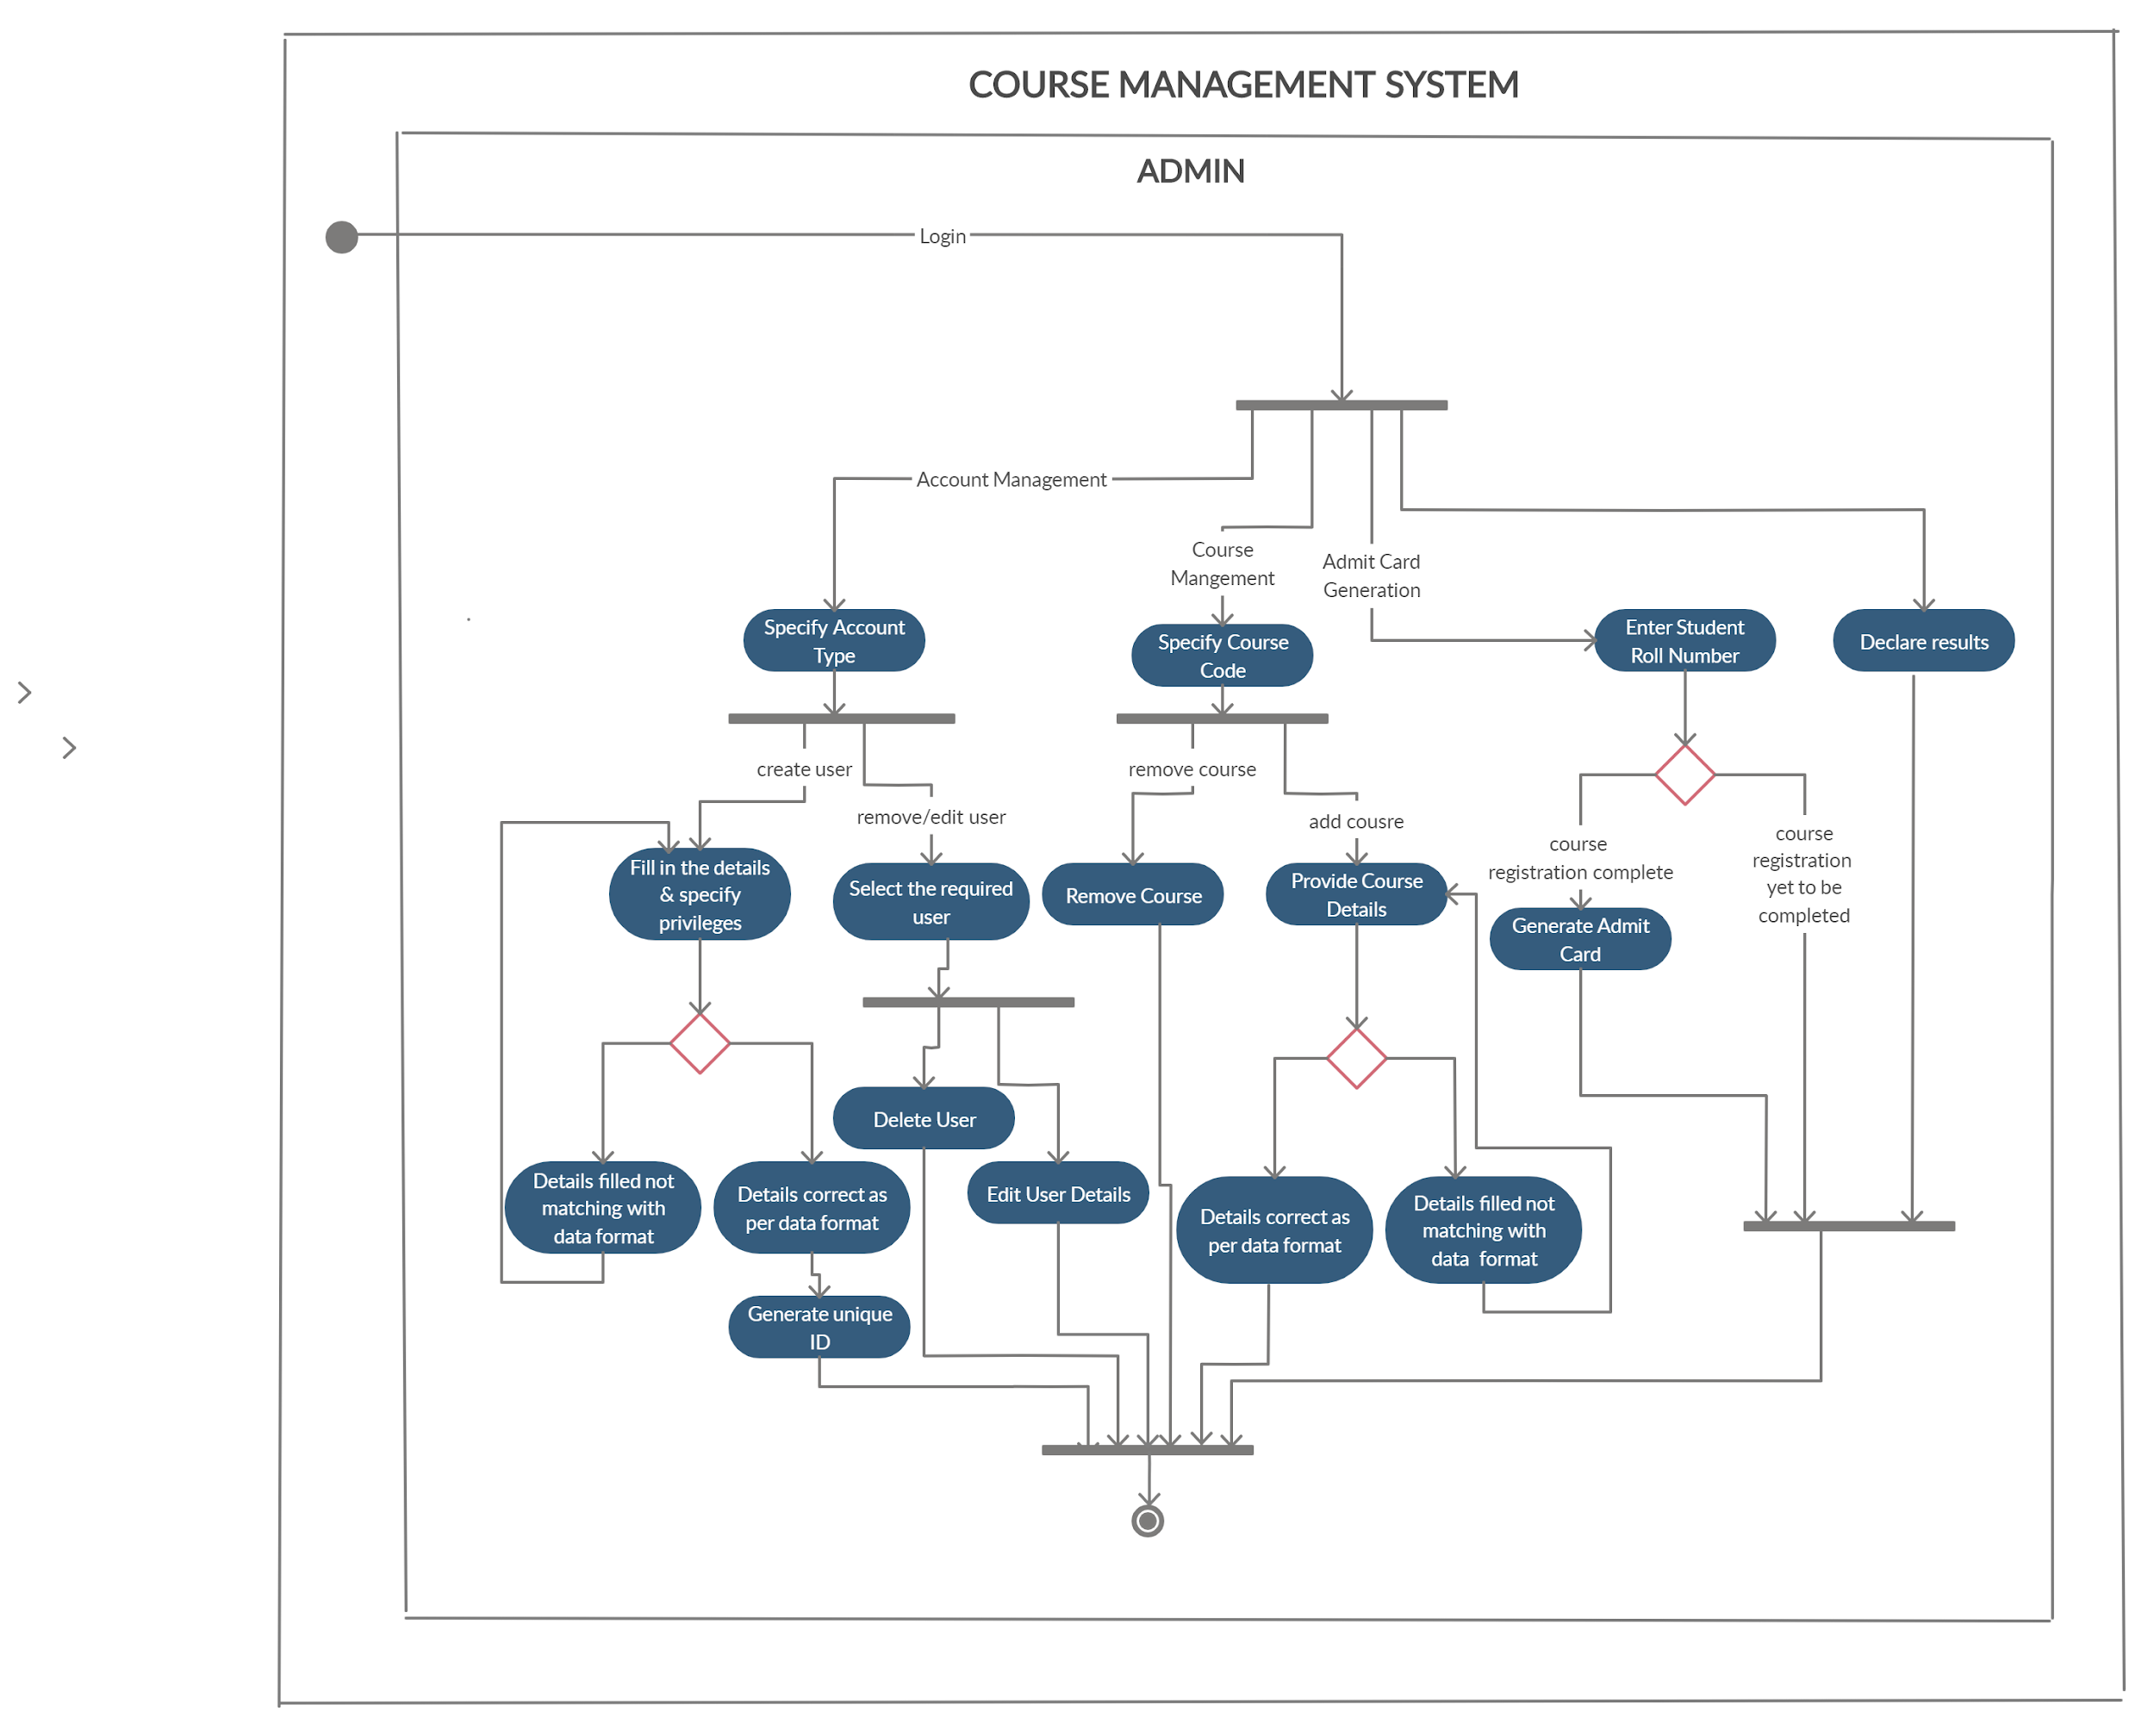 COURSE MANAGEMENT SYSTEM
ADMIN
Login
Account Management
Course
Mangement
Admit Card
Generation
Specify Account
Type
Specify Course
Code
Enter Student
Roll Number
Declare results
create user
remove/edit user
remove course
add cousre
course
registration complete
course
registration
yet to be
completed
Fill in the details
& specify
privileges
Select the required
user
Remove Course
Provide Course
Details
Generate Admit
Card
Delete User
Edit User Details
Details filled not
matching with
data format
Details correct as
per data format
Details correct as
per data format
Details filled not
matching with
data  format
Generate unique
ID